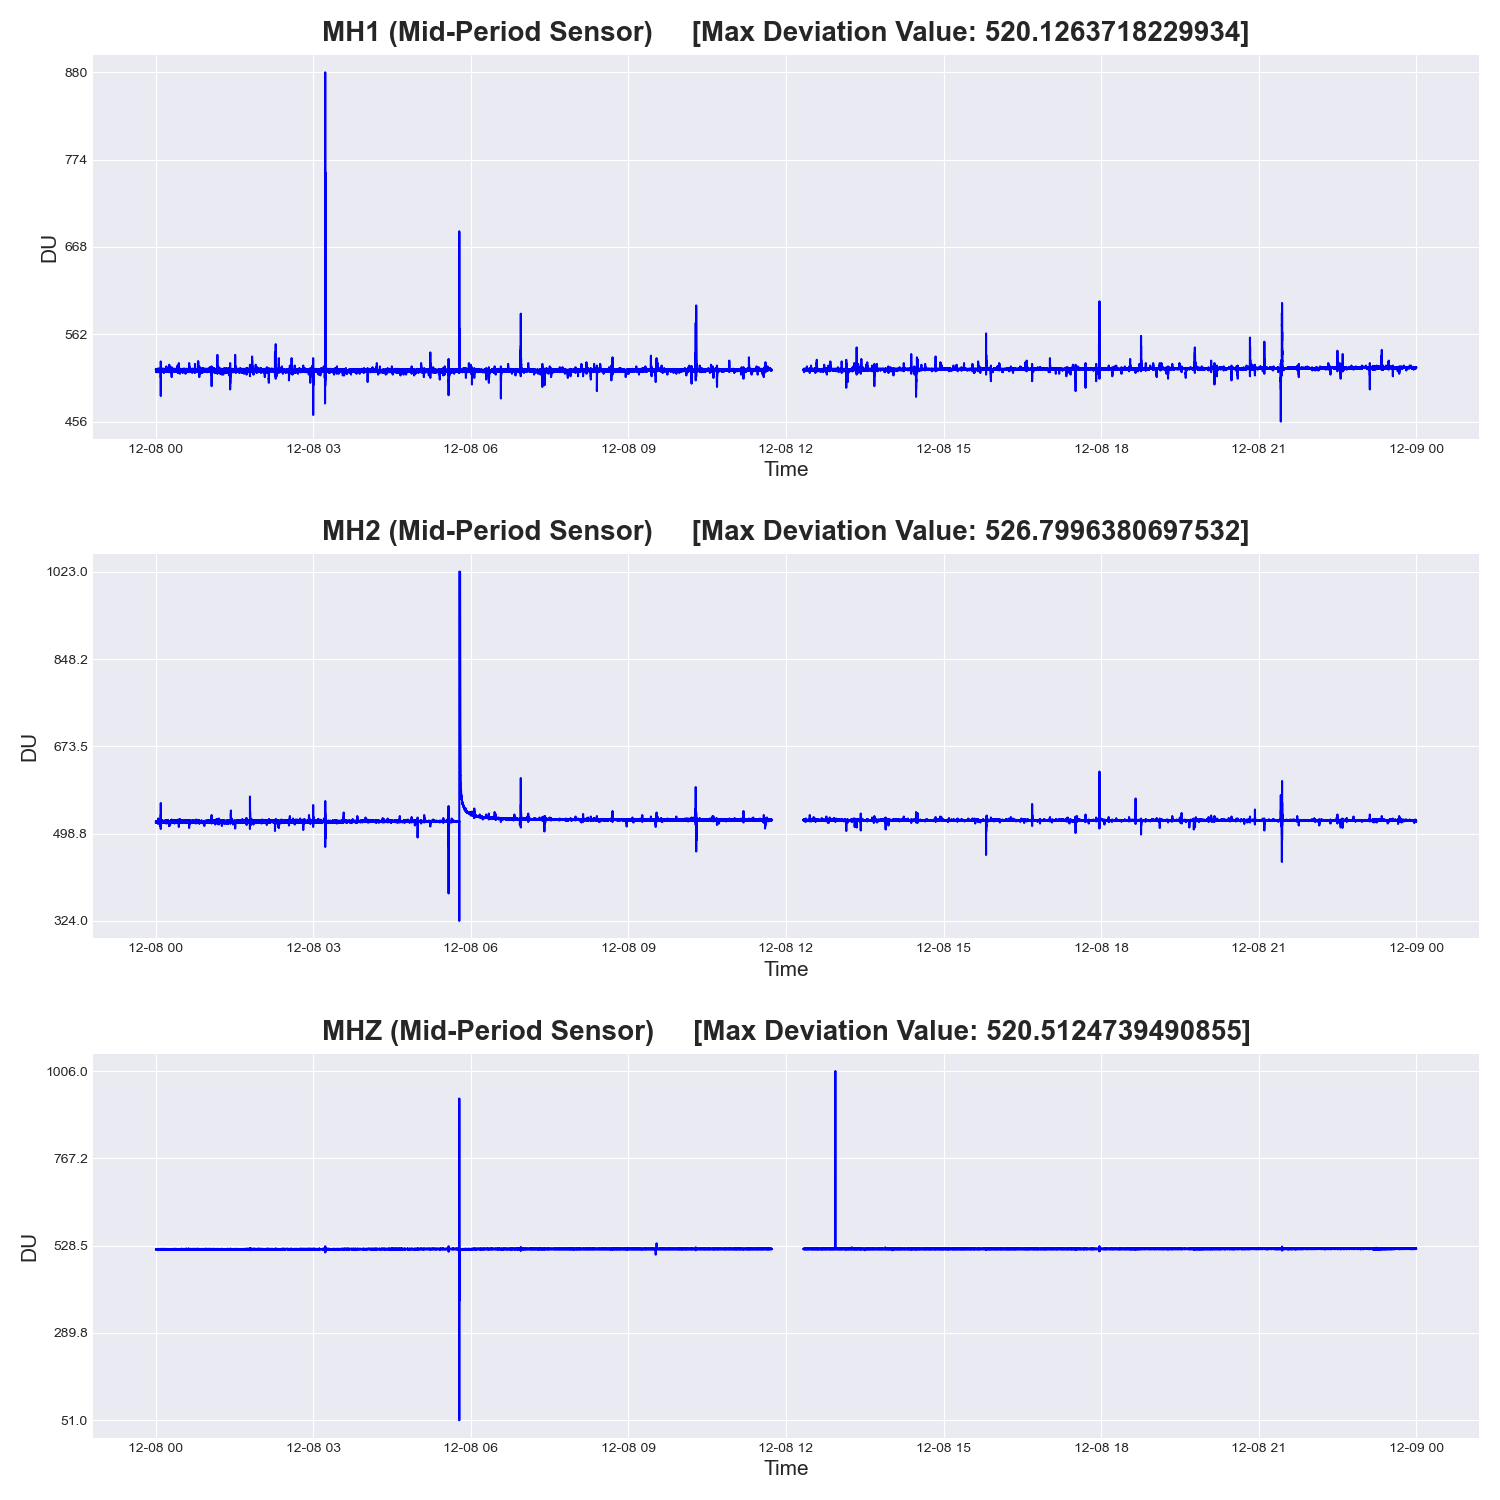 MH1 (Mid-Period Sensor) [Max Deviation Value: 520.1263718229934]
880
774
668
562
456
DU
12-08 00 12-08 03 12-08 06 12-08 09 12-08 12 12-08 15 12-08 18 12-08 21 12-09 00
Time
MH2 (Mid-Period Sensor) [Max Deviation Value: 526.7996380697532]
1023.0
848.2
673.5
498.8
324.0
DU
12-08 00 12-08 03 12-08 06 12-08 09 12-08 12 12-08 15 12-08 18 12-08 21 12-09 00
Time
MHZ (Mid-Period Sensor) [Max Deviation Value: 520.5124739490855]
1006.0
767.2
528.5
289.8
51.0
DU
12-08 00 12-08 03 12-08 06 12-08 09 12-08 12 12-08 15 12-08 18 12-08 21 12-09 00
Time